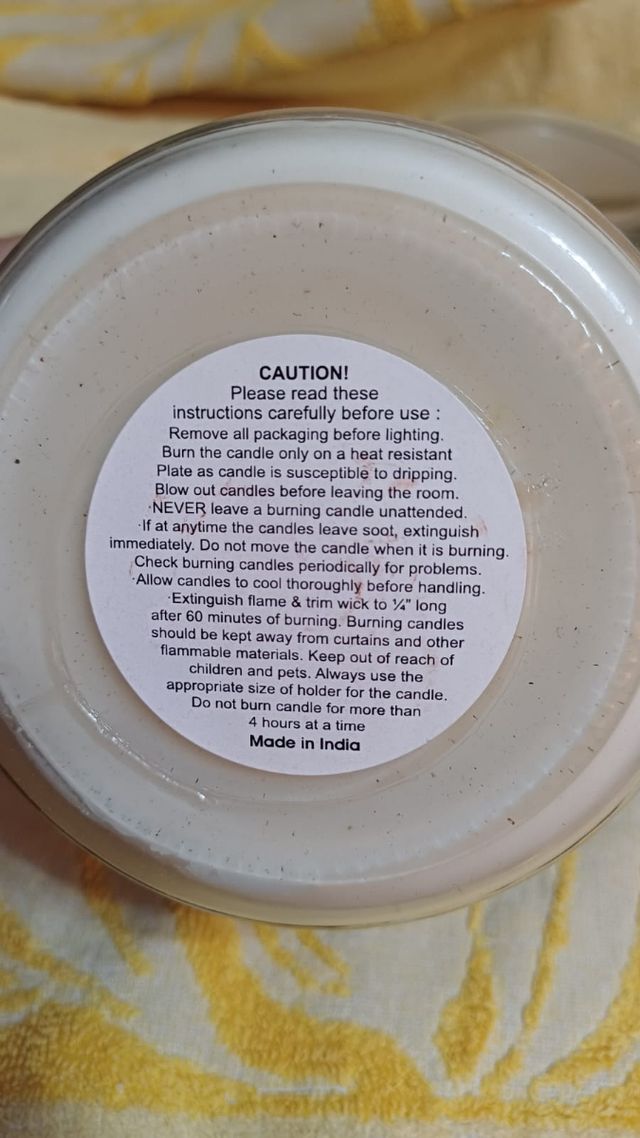 CAUTION!
Please read these
instructions carefully before use :
Remove all packaging before lighting.
Burn the candle only on a heat resistant
Plate as candle is susceptible to dripping.
Blow out candles before leaving the room.
·NEVER leave a burning candle unattended.
·If at anytime the candles leave soot, extinguish
immediately. Do not move the candle when it is burning.
Check burning candles periodically for problems.
·Allow candles to cool thoroughly before handling.
·Extinguish flame & trim wick to ¼" long
after 60 minutes of burning. Burning candles
should be kept away from curtains and other
flammable materials. Keep out of reach of
children and pets. Always use the
appropriate size of holder for the candle.
Do not burn candle for more than
4 hours at a time
Made in India